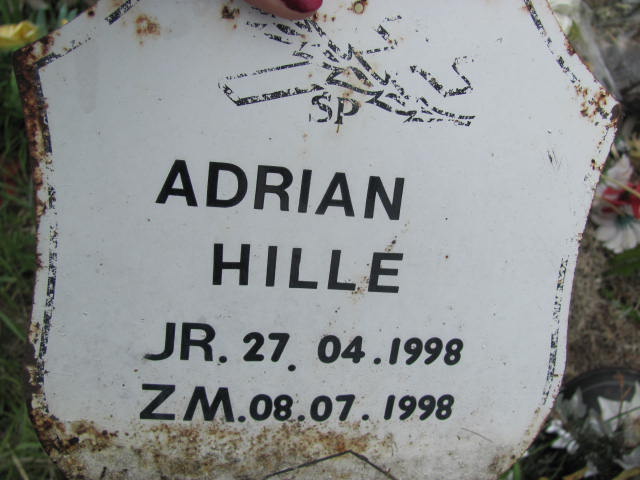 SP
ADRIAN
HILLE
JR. 27. 04.1998
ZM.08.07.1998